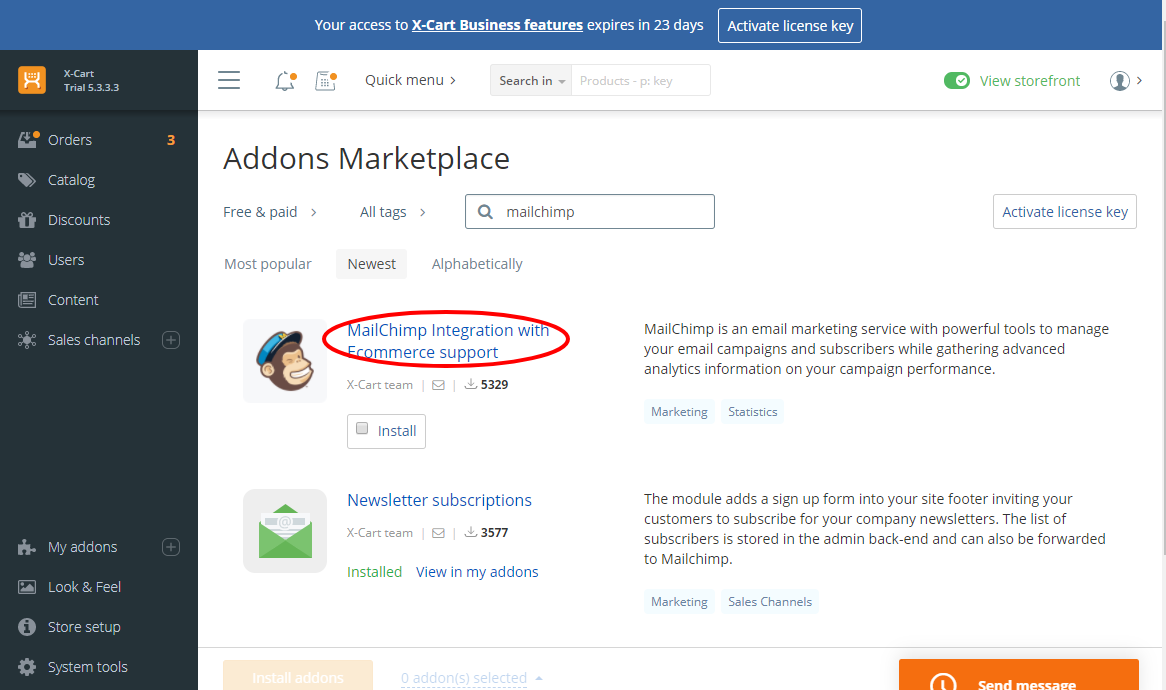 Your access to X-Cart Business features expires in 23 days
Activate license key
X-Cart
Trial 5.3.3.3
Quick menu
Search in
Products - p: key
View storefront
Orders 3
Catalog
Discounts
Users
Content
Sales channels
My addons
Look & Feel
Store setup
System tools
Addons Marketplace
Free & paid
All tags
mailchimp
Activate license key
Most popular
Newest
Alphabetically
MailChimp Integration with
Ecommerce support
X-Cart team | | 5329
Install
MailChimp is an email marketing service with powerful tools to manage
your email campaigns and subscribers while gathering advanced
analytics information on your campaign performance.
Marketing
Statistics
Newsletter subscriptions
X-Cart team | | 3577
Installed View in my addons
The module adds a sign up form into your site footer inviting your
customers to subscribe for your company newsletters. The list of
subscribers is stored in the admin back-end and can also be forwarded
to Mailchimp.
Marketing
Sales Channels
Install addons
0 addon(s) selected
Send message